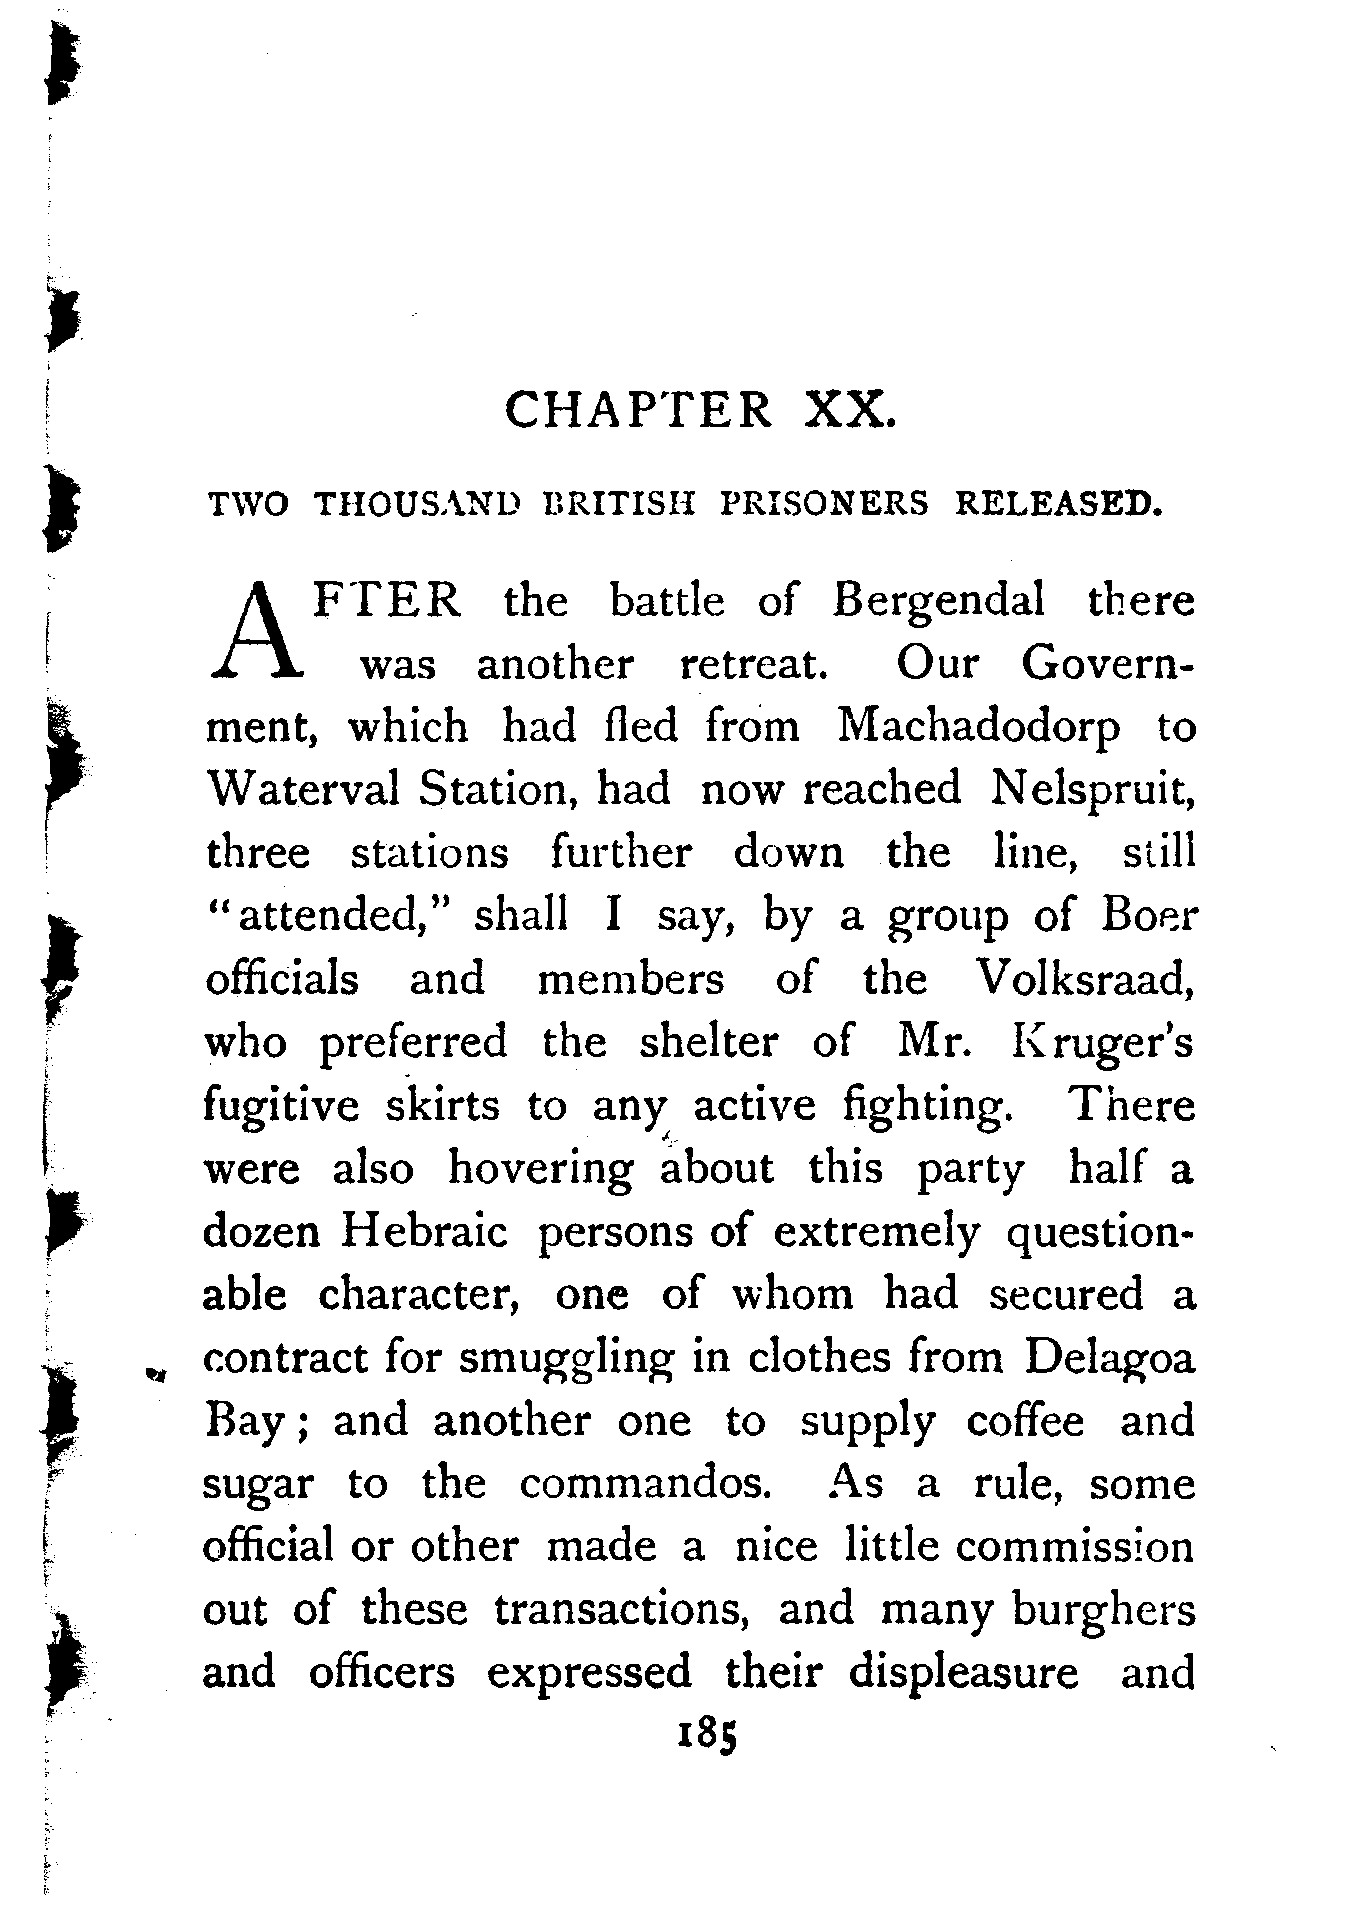 CHAPTER XX.
TWO THOUSAND BRITISH PRISONERS RELEASED.
AFTER the battle of Bergendal there
was another retreat. Our Govern-
ment, which had fled from Machadodorp to
Waterval Station, had now reached Nelspruit,
three stations further down the line, still
"attended," shall I say, by a group of Boer
officials and members of the Volksraad,
who preferred the shelter of Mr. Kruger's
fugitive skirts to any active fighting. There
were also hovering about this party half a
dozen Hebraic persons of extremely question-
able character, one of whom had secured a
contract for smuggling in clothes from Delagoa
Bay; and another one to supply coffee and
sugar to the commandos. As a rule, some
official or other made a nice little commission
out of these transactions, and many burghers
and officers expressed their displeasure and
185